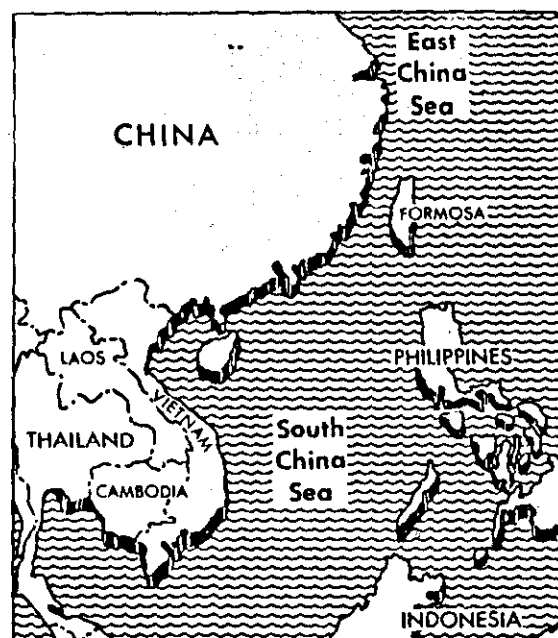 East
China
Sea
CHINA
FORMOSA
LAOS
PHILIPPINES
VIETNAM
THAILAND
South
China
Sea
CAMBODIA
INDONESIA